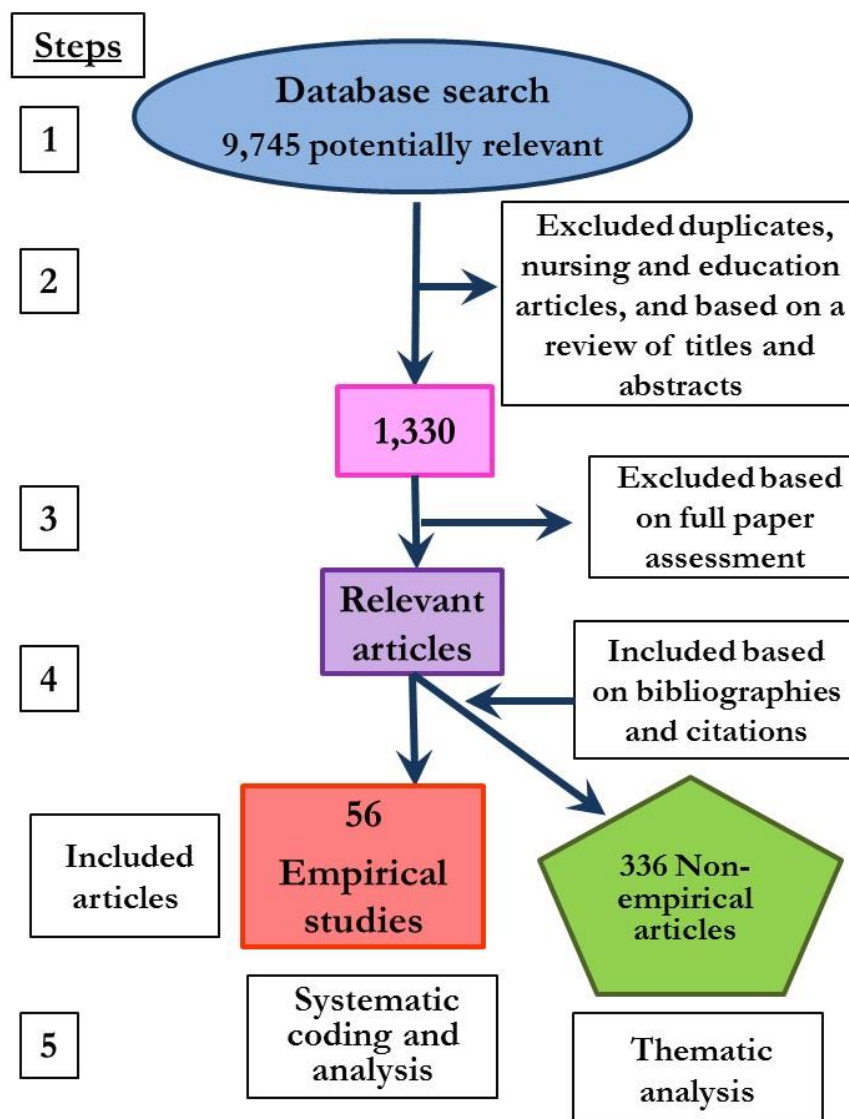 Steps
Database search
1
9,745 potentially relevant
2
Excluded duplicates,
nursing and education
articles, and based on a
review of titles and
abstracts
1,330
3
Excluded based
on full paper
assessment
Relevant
articles
4
Included based
on bibliographies
and citations
Included
articles
56
Empirical
studies
336 Non-
empirical
articles
5
Systematic
coding and
analysis
Thematic
analysis